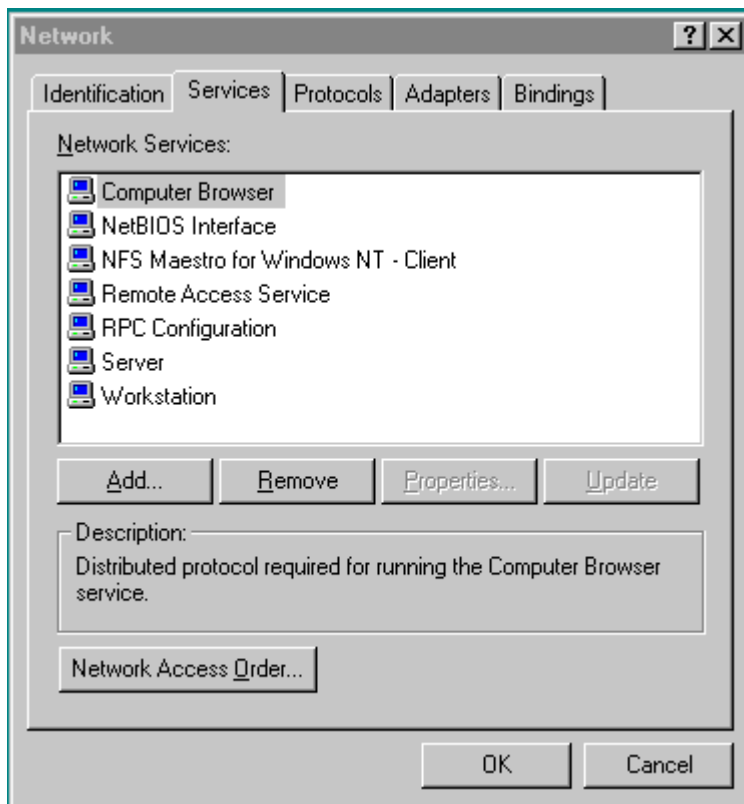 Network
Identification Services Protocols Adapters Bindings
Network Services:
Computer Browser
NetBIOS Interface
NFS Maestro for Windows NT - Client
Remote Access Service
RPC Configuration
Server
Workstation
Add... Remove Properties... Update
Description:
Distributed protocol required for running the Computer Browser
service.
Network Access Order...
OK Cancel